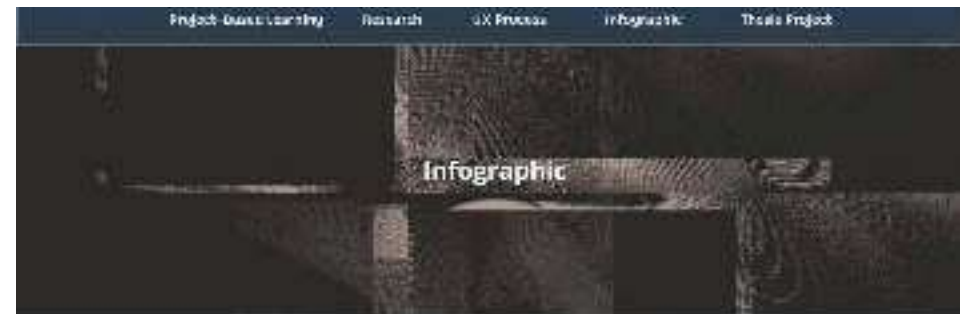 Project-Based Learning Research UX Process Infographic Thesis Project
Infographic